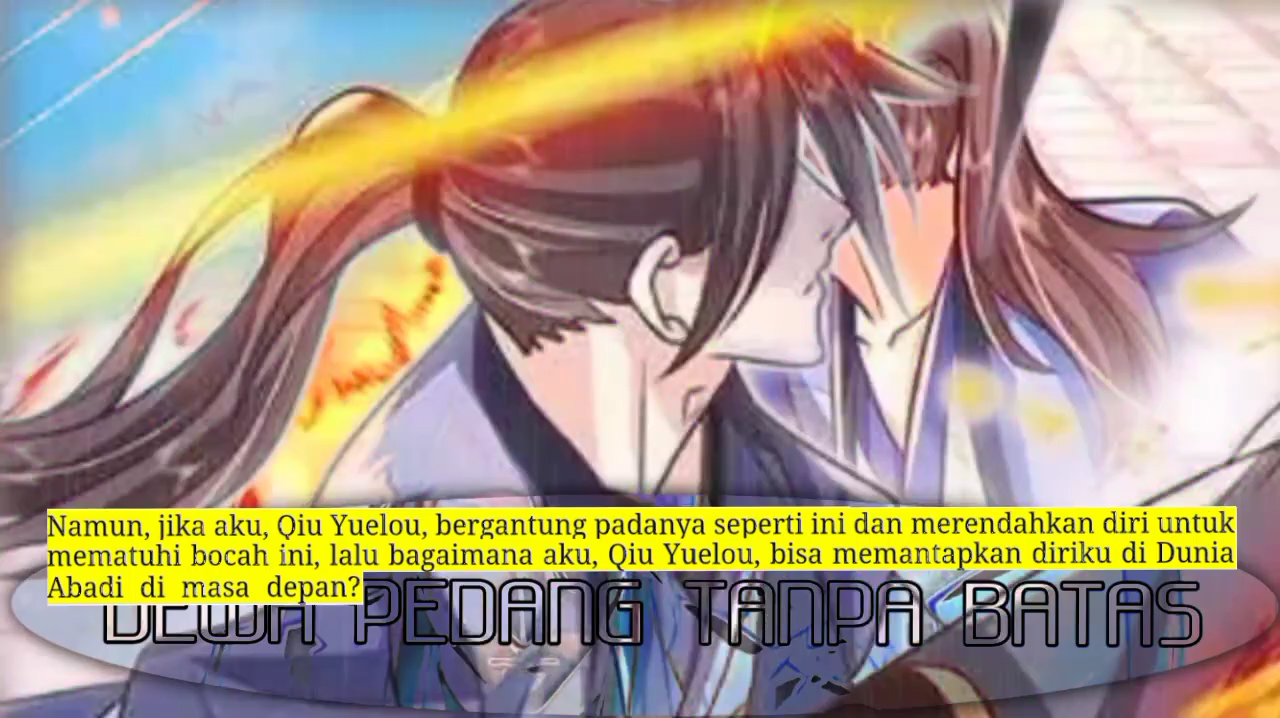 Namun, jika aku, Qiu Yuelou, bergantung padanya seperti ini dan merendahkan diri untuk
mematuhi bocah ini, lalu bagaimana aku, Qiu Yuelou, bisa memantapkan diriku di Dunia
Abadi di masa depan?
DEWA PEDANG TANPA BATAS